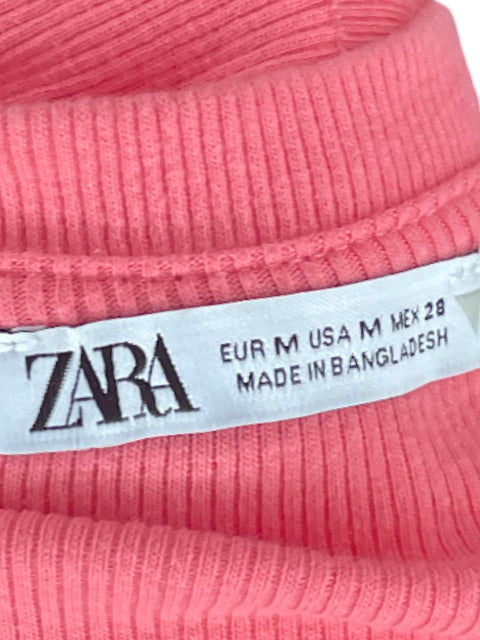 ZARA
EUR M USA M MEX 28
MADE IN BANGLADESH